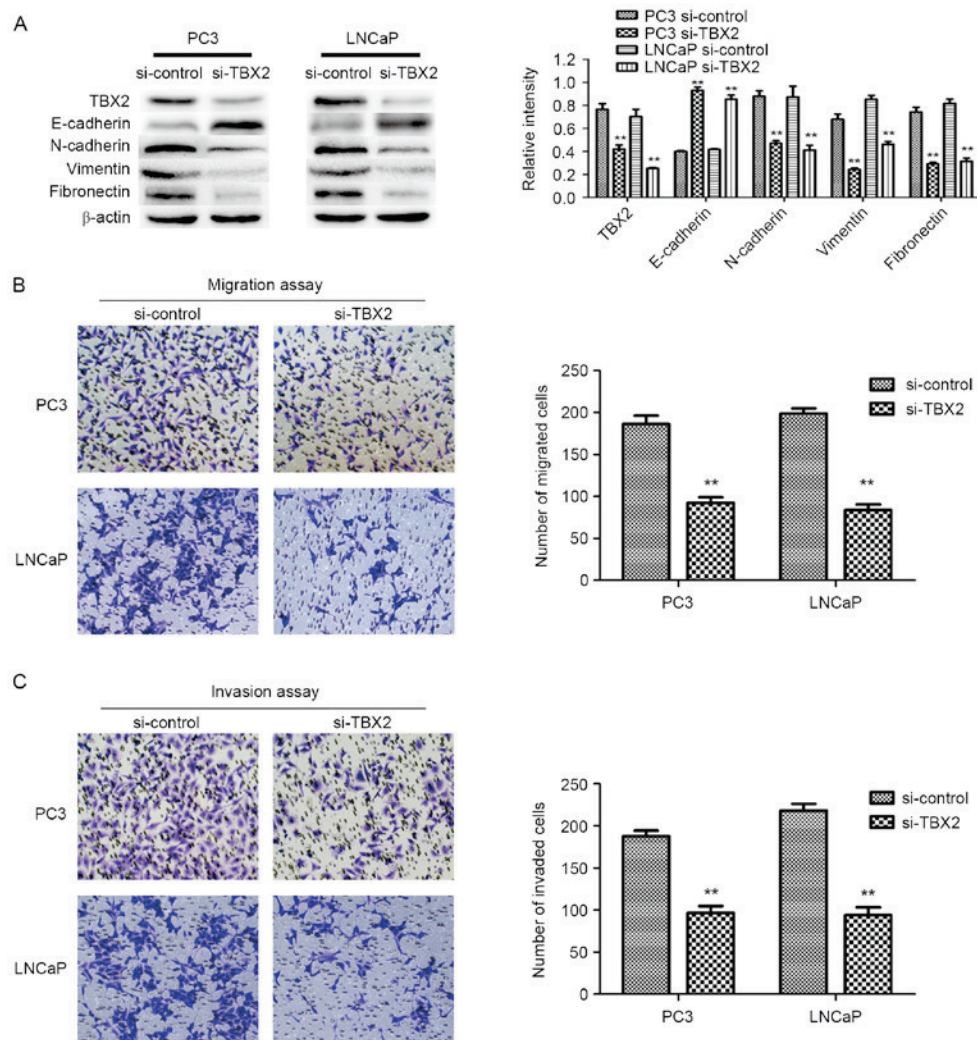 A
PC3
LNCaP
si-control si-TBX2
si-control si-TBX2
TBX2
E-cadherin
N-cadherin
Vimentin
Fibronectin
β-actin
PC3 si-control
PC3 si-TBX2
LNCaP si-control
LNCaP si-TBX2
Relative intensity
1.2
1.0
0.8
0.6
0.4
0.2
0.0
** ** ** ** ** ** ** ** ** **
TBX2
E-cadherin
N-cadherin
Vimentin
Fibronectin
B
Migration assay
si-control si-TBX2
PC3
LNCaP
Number of migrated cells
250
200
150
100
50
0
si-control
si-TBX2
** **
PC3 LNCaP
C
Invasion assay
si-control si-TBX2
PC3
LNCaP
Number of invaded cells
250
200
150
100
50
0
si-control
si-TBX2
** **
PC3 LNCaP